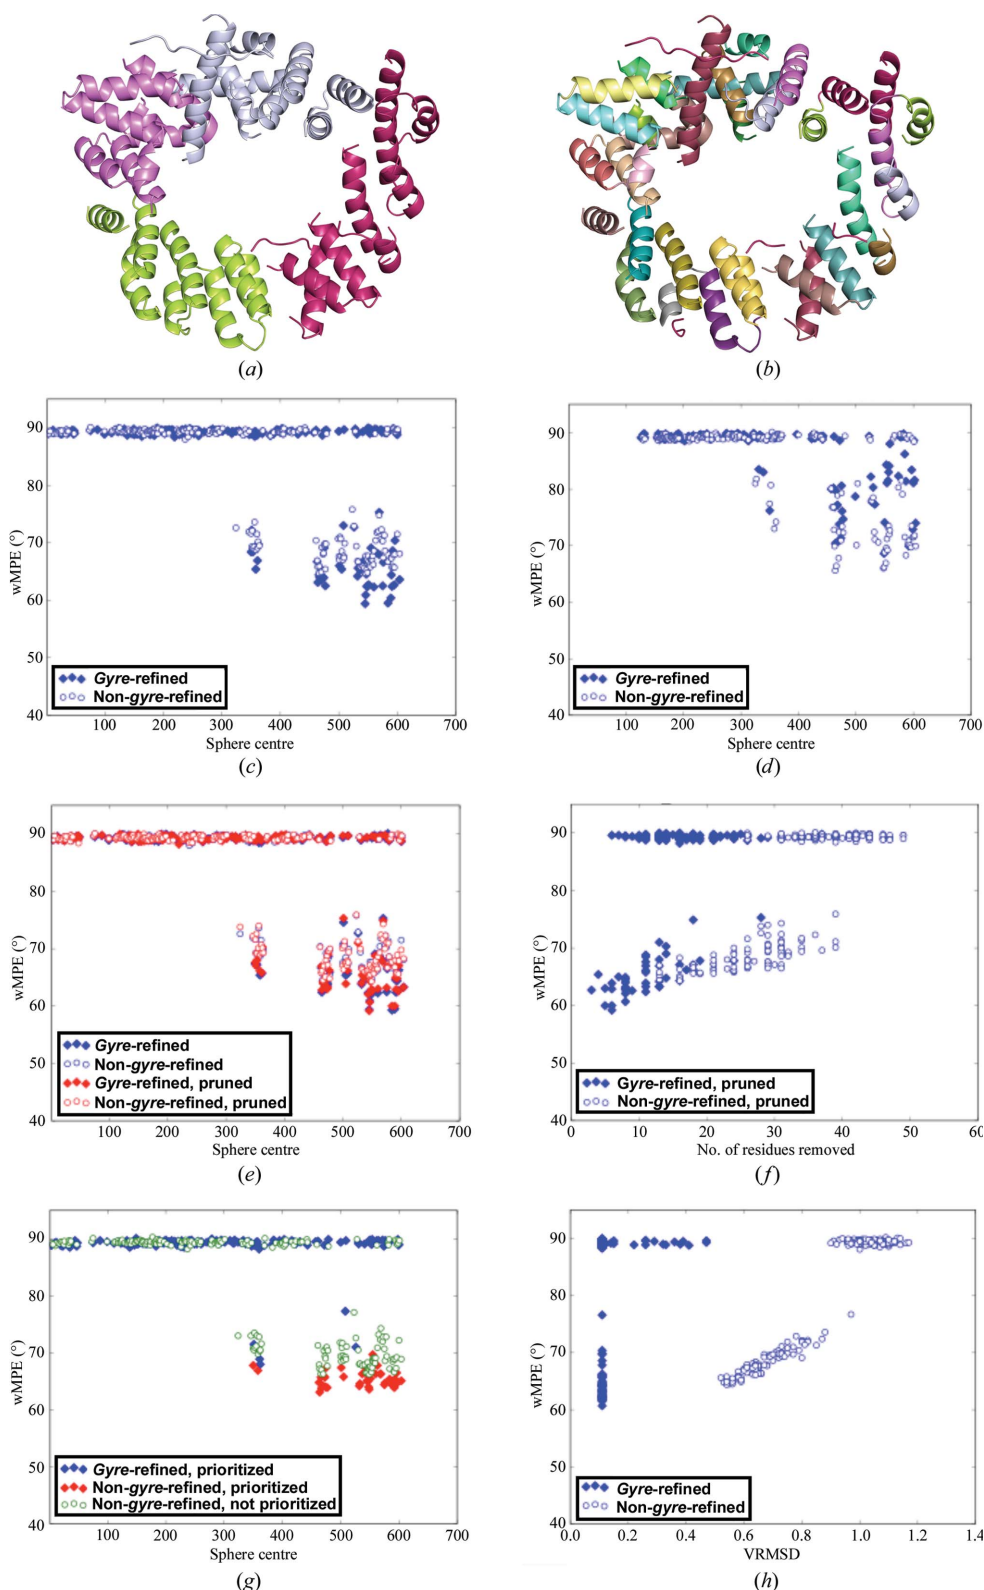 (a)
(b)
90
80
70
60
50
40
wMPE (°)
Gyre-refined
Non-gyre-refined
100 200 300 400 500 600 700
Sphere centre
(c)
90
80
70
60
50
40
wMPE (°)
Gyre-refined
Non-gyre-refined
100 200 300 400 500 600 700
Sphere centre
(d)
90
80
70
60
50
40
wMPE (°)
Gyre-refined
Non-gyre-refined
Gyre-refined, pruned
Non-gyre-refined, pruned
100 200 300 400 500 600 700
Sphere centre
(e)
90
80
70
60
50
40
wMPE (°)
Gyre-refined, pruned
Non-gyre-refined, pruned
0 10 20 30 40 50 60
No. of residues removed
(f)
90
80
70
60
50
40
wMPE (°)
Gyre-refined, prioritized
Non-gyre-refined, prioritized
Non-gyre-refined, not prioritized
100 200 300 400 500 600 700
Sphere centre
(g)
90
80
70
60
50
40
wMPE (°)
Gyre-refined
Non-gyre-refined
0.0 0.2 0.4 0.6 0.8 1.0 1.2 1.4
VRMSD
(h)